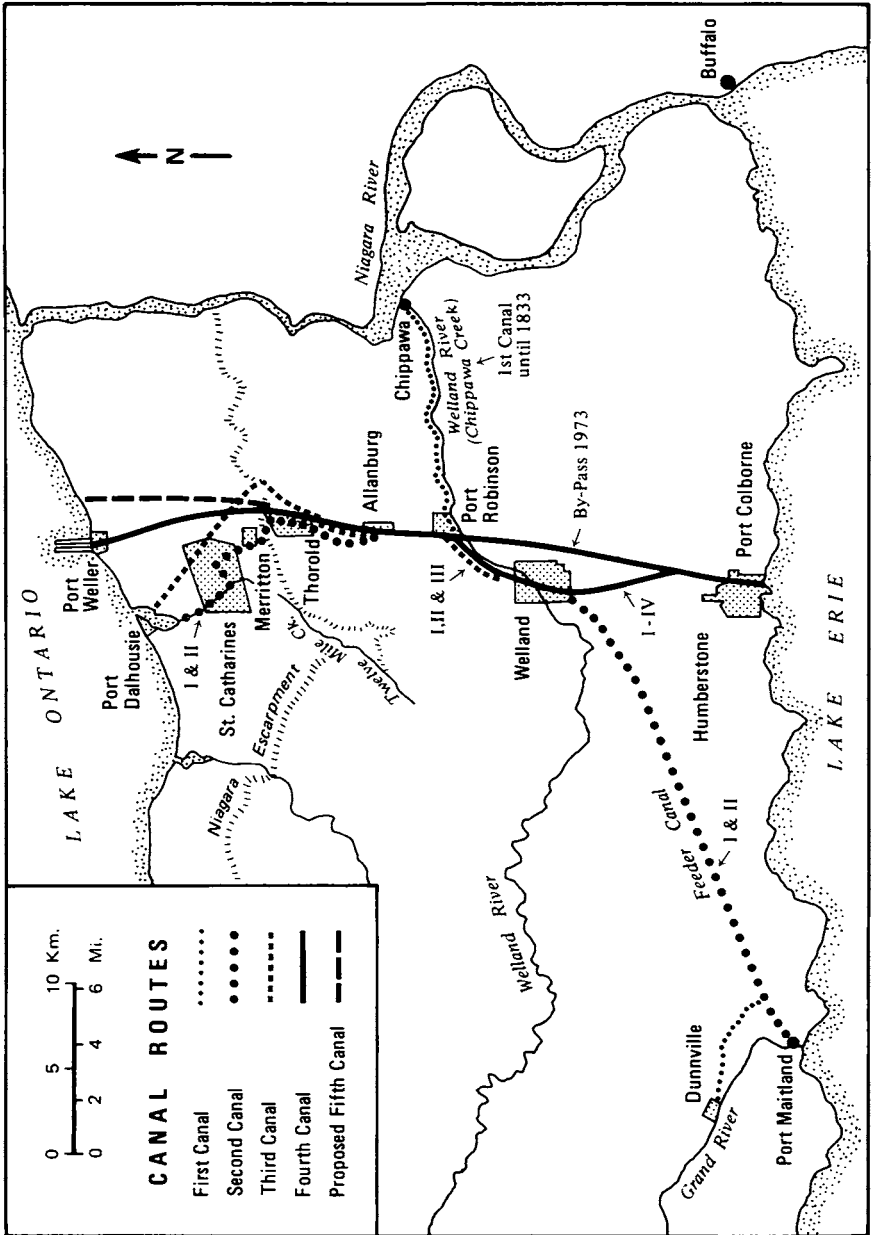 0 5 10 Km.
0 2 4 6 Mi.
CANAL ROUTES
First Canal
Second Canal
Third Canal
Fourth Canal
Proposed Fifth Canal
LAKE ONTARIO
N
Port
Weller
Port
Dalhousie
I & II
St. Catharines
Merritton
Thorold
Allanburg
Niagara Escarpment
Twelve Mile Ck.
Niagara River
Chippawa
Welland River
(Chippawa Creek)
1st Canal
until 1833
Port
Robinson
I,II & III
By-Pass 1973
Welland
I-IV
Welland River
Buffalo
Port Colborne
Humberstone
Feeder Canal
I & II
Dunnville
Grand River
Port Maitland
LAKE ERIE